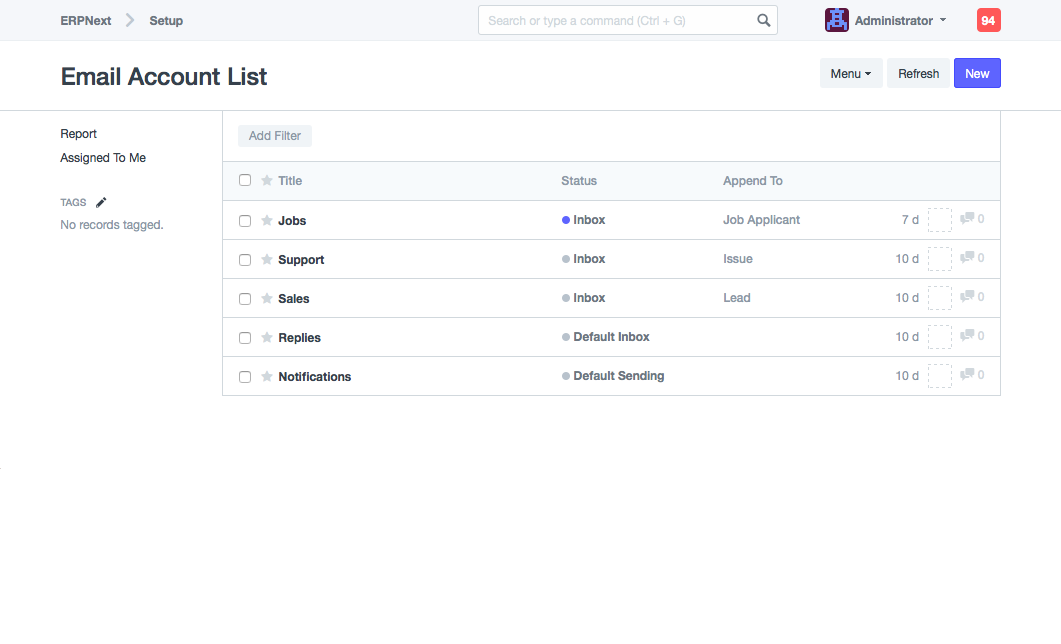 ERPNext Setup Search or type a command (Ctrl + G) Administrator 94
Email Account List Menu Refresh New
Report
Assigned To Me
TAGS
No records tagged.
Add Filter
Title Status Append To
Jobs Inbox Job Applicant 7 d 0
Support Inbox Issue 10 d 0
Sales Inbox Lead 10 d 0
Replies Default Inbox 10 d 0
Notifications Default Sending 10 d 0